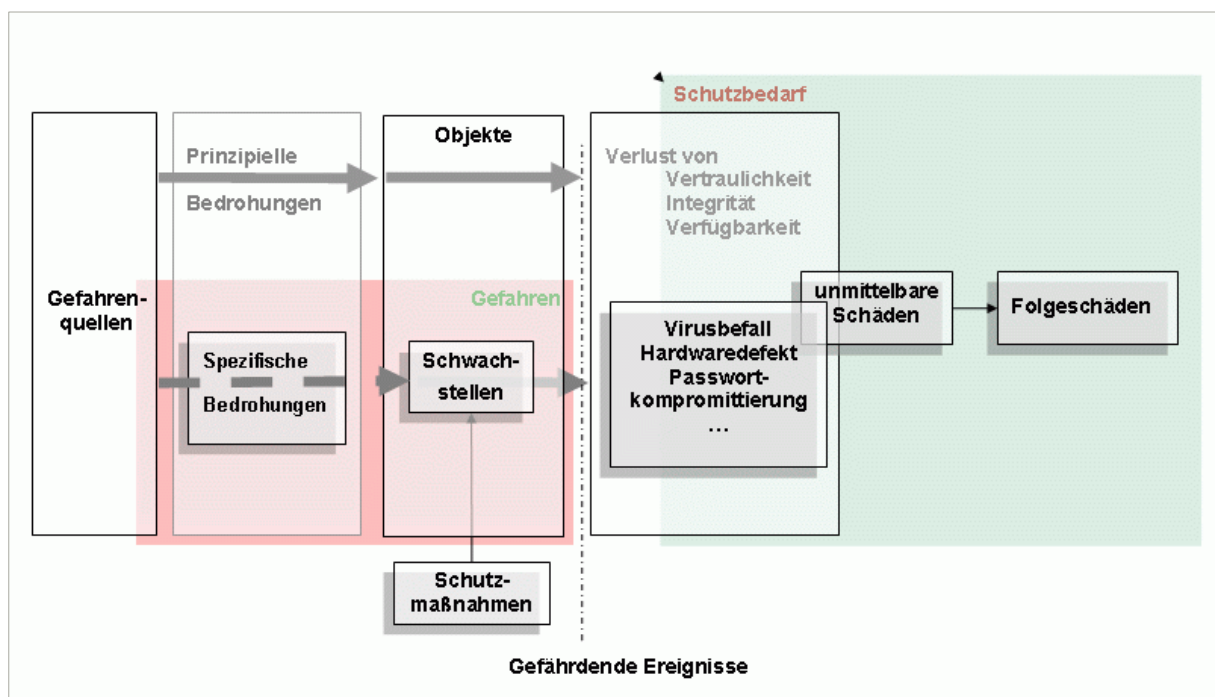 Schutzbedarf
Objekte
Prinzipielle
Bedrohungen
Verlust von
Vertraulichkeit
Integrität
Verfügbarkeit
Gefahren-
quellen
Gefahren
Spezifische
Bedrohungen
Schwach-
stellen
Virusbefall
Hardwaredefekt
Passwort-
kompromittierung
...
unmittelbare
Schäden
Folgeschäden
Schutz-
maßnahmen
Gefährdende Ereignisse